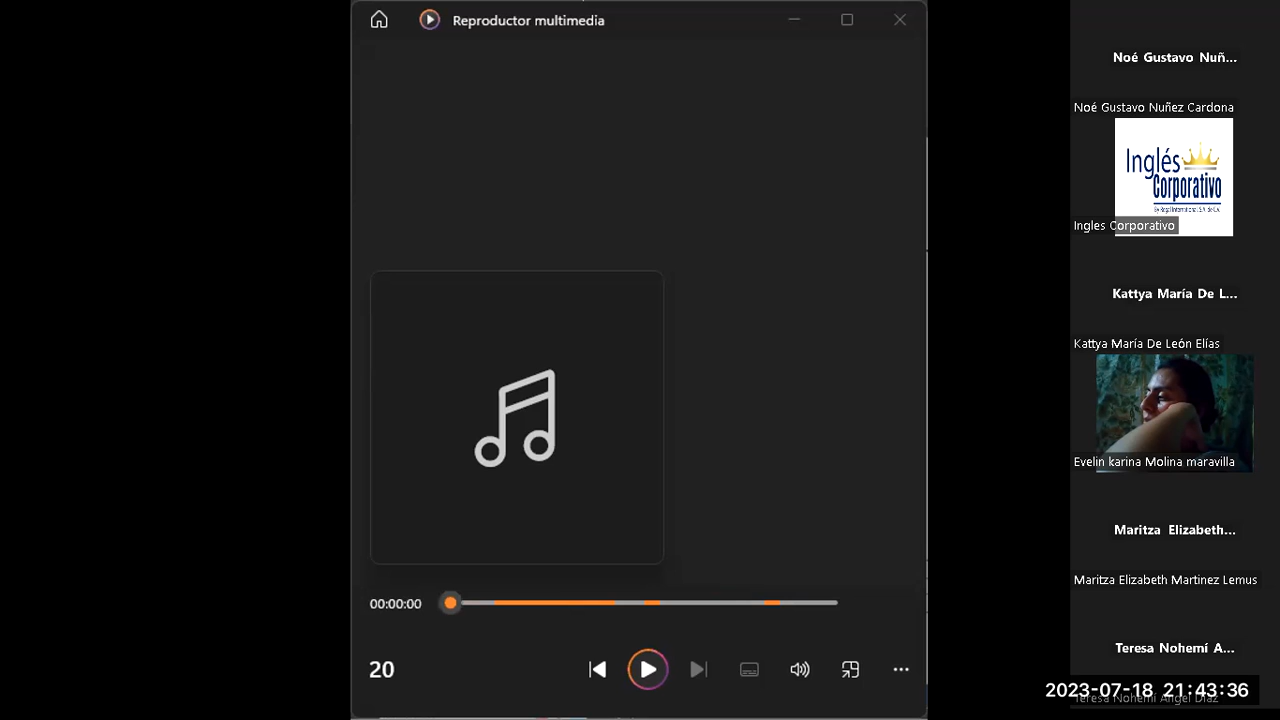 Reproductor multimedia
00:00:00
20
Noé Gustavo Nuñ...
Noé Gustavo Nuñez Cardona
Inglés
Corporativo
Ingles Corporativo
Kattya María De L...
Kattya María De León Elías
Evelin karina Molina maravilla
Maritza Elizabeth...
Maritza Elizabeth Martinez Lemus
Teresa Nohemí A...
Teresa Nohemi Angel Diaz
2023-07-18 21:43:36